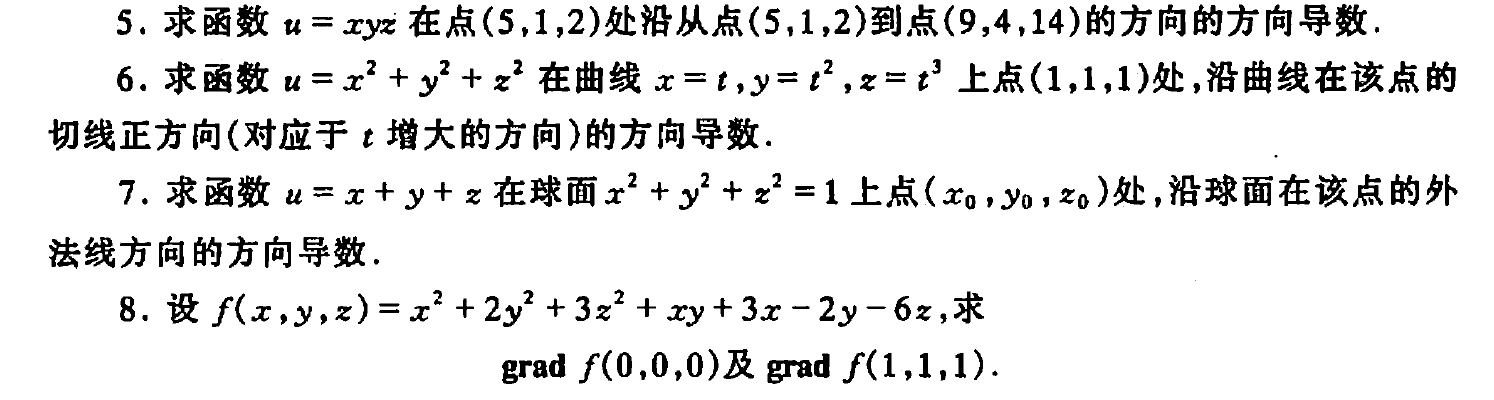 5. 求函数 u = xyz 在点(5,1,2)处沿从点(5,1,2)到点(9,4,14)的方向的方向导数.
6. 求函数 u = x² + y² + z² 在曲线 x = t, y = t², z = t³ 上点(1,1,1)处,沿曲线在该点的
切线正方向(对应于 t 增大的方向)的方向导数.
7. 求函数 u = x + y + z 在球面 x² + y² + z² = 1 上点(x₀, y₀, z₀)处,沿球面在该点的外
法线方向的方向导数.
8. 设 f(x,y,z) = x² + 2y² + 3z² + xy + 3x − 2y − 6z,求
grad f(0,0,0)及 grad f(1,1,1).